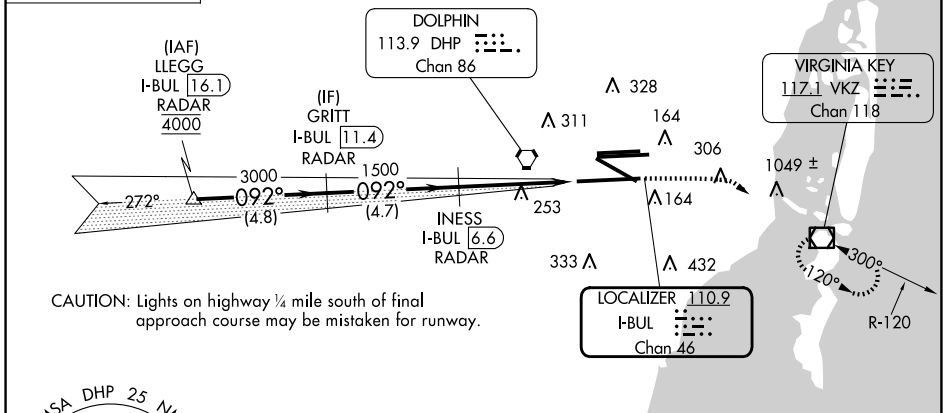 DOLPHIN
113.9 DHP
Chan 86
(IAF)
LLEGG
I-BUL 16.1
RADAR
4000
(IF)
GRITT
I-BUL 11.4
RADAR
VIRGINIA KEY
117.1 VKZ
Chan 118
328
311
164
306
1049 ±
3000
1500
272°
092°
092°
(4.8)
(4.7)
253
164
INESS
I-BUL 6.6
RADAR
333
432
300°
120°
R-120
CAUTION: Lights on highway ¼ mile south of final
approach course may be mistaken for runway.
LOCALIZER 110.9
I-BUL
Chan 46
MSA DHP 25 NM